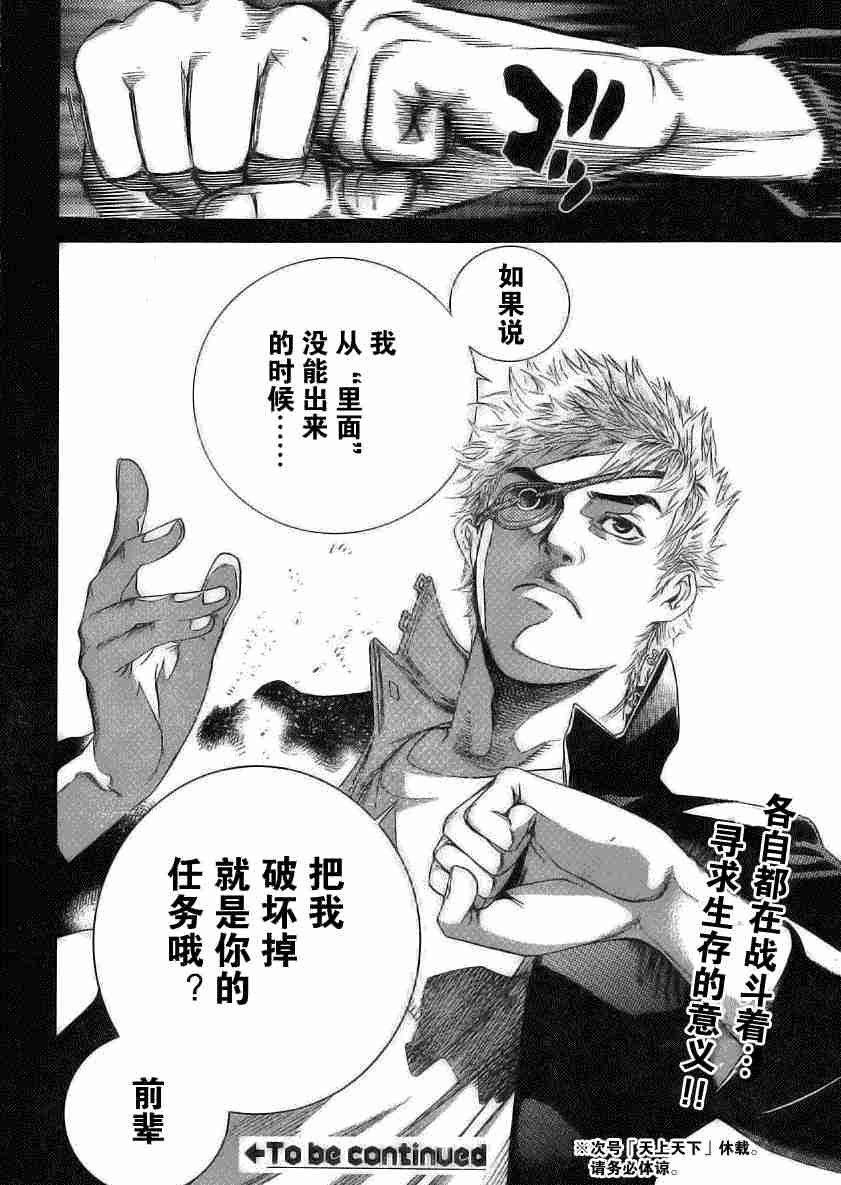 如果说
我
从“里面”
没能出来
的时候……
把我
破坏掉
就是你的
任务哦？
前辈
各自都在战斗着…
寻求生存的意义!!
←To be continued
※次号「天上天下」休载。
请务必体谅。